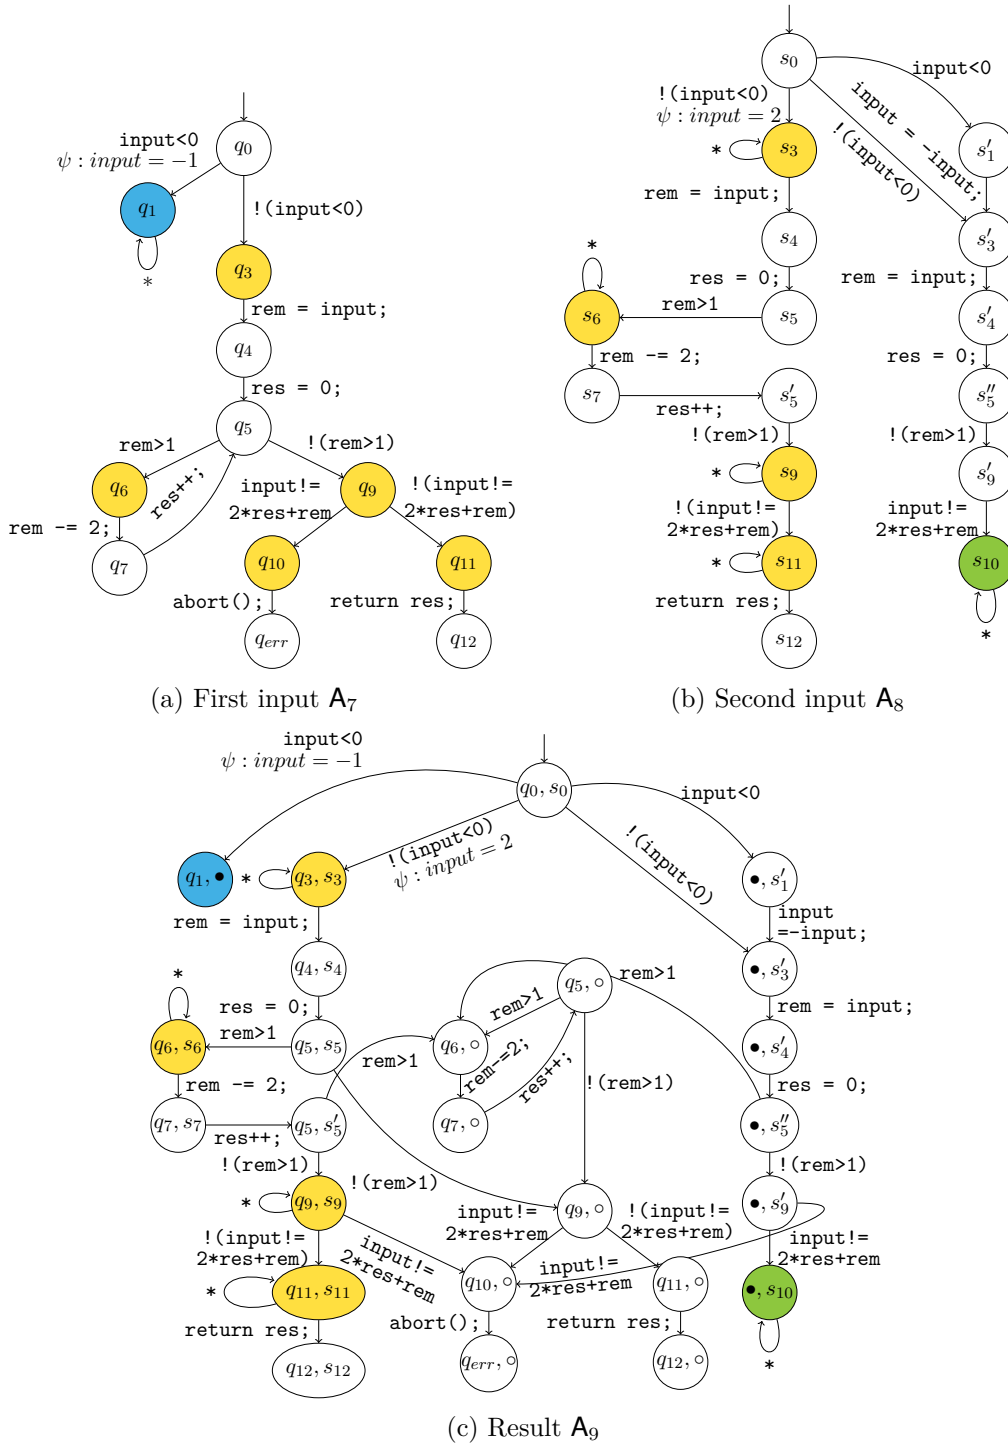 q0
input<0
ψ : input = −1
q1
*
!(input<0)
q3
rem = input;
q4
res = 0;
q5
rem>1
!(rem>1)
q6
res++;
rem -= 2;
q7
input!=
2*res+rem
q9
!(input!=
2*res+rem)
q10
q11
abort();
return res;
qerr
q12
(a) First input A7
s0
input<0
!(input<0)
ψ : input = 2
input = -input;
!(input<0)
*
s3
s′1
rem = input;
s4
s′3
rem = input;
*
res = 0;
s6
rem>1
s5
s′4
rem -= 2;
res = 0;
s7
res++;
s′5
s′′5
!(rem>1)
!(rem>1)
*
s9
s′9
!(input!=
2*res+rem)
input!=
2*res+rem
*
s11
s10
return res;
*
s12
(b) Second input A8
input<0
ψ : input = −1
q0, s0
input<0
!(input<0)
ψ : input = 2
!(input<0)
q1, •
*
q3, s3
•, s′1
rem = input;
input
=-input;
q4, s4
q5, ◦
rem>1
•, s′3
*
res = 0;
rem>1
rem = input;
q6, s6
rem>1
q5, s5
rem>1
q6, ◦
rem-=2;
res++;
!(rem>1)
•, s′4
rem -= 2;
res = 0;
q7, s7
res++;
q5, s′5
q7, ◦
•, s′′5
!(rem>1)
!(rem>1)
!(rem>1)
*
q9, s9
q9, ◦
•, s′9
!(input!=
2*res+rem)
input!=
2*res+rem
input!=
2*res+rem
!(input!=
2*res+rem)
input!=
2*res+rem
input!=
2*res+rem
*
q11, s11
q10, ◦
q11, ◦
•, s10
return res;
abort();
return res;
*
q12, s12
qerr, ◦
q12, ◦
(c) Result A9